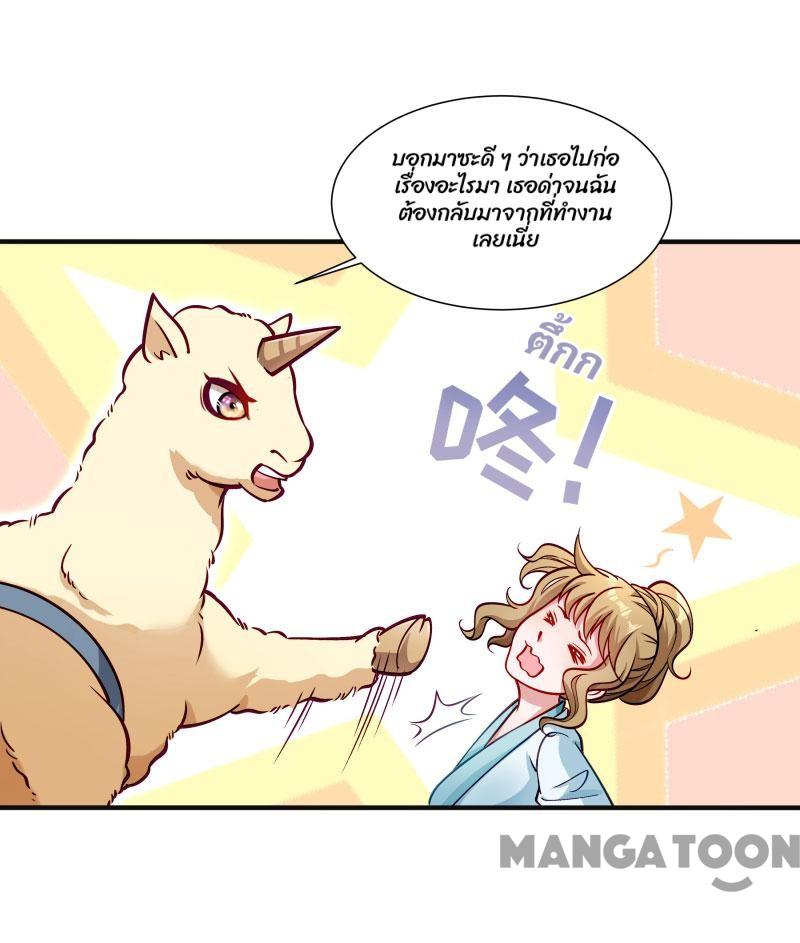 บอกมาซะดี ๆ ว่าเธอไปก่อ
เรื่องอะไรมา เธอด่าจนฉัน
ต้องกลับมาจากที่ทำงาน
เลยเนี่ย
ตึ้กก
咚!
MANGATOON